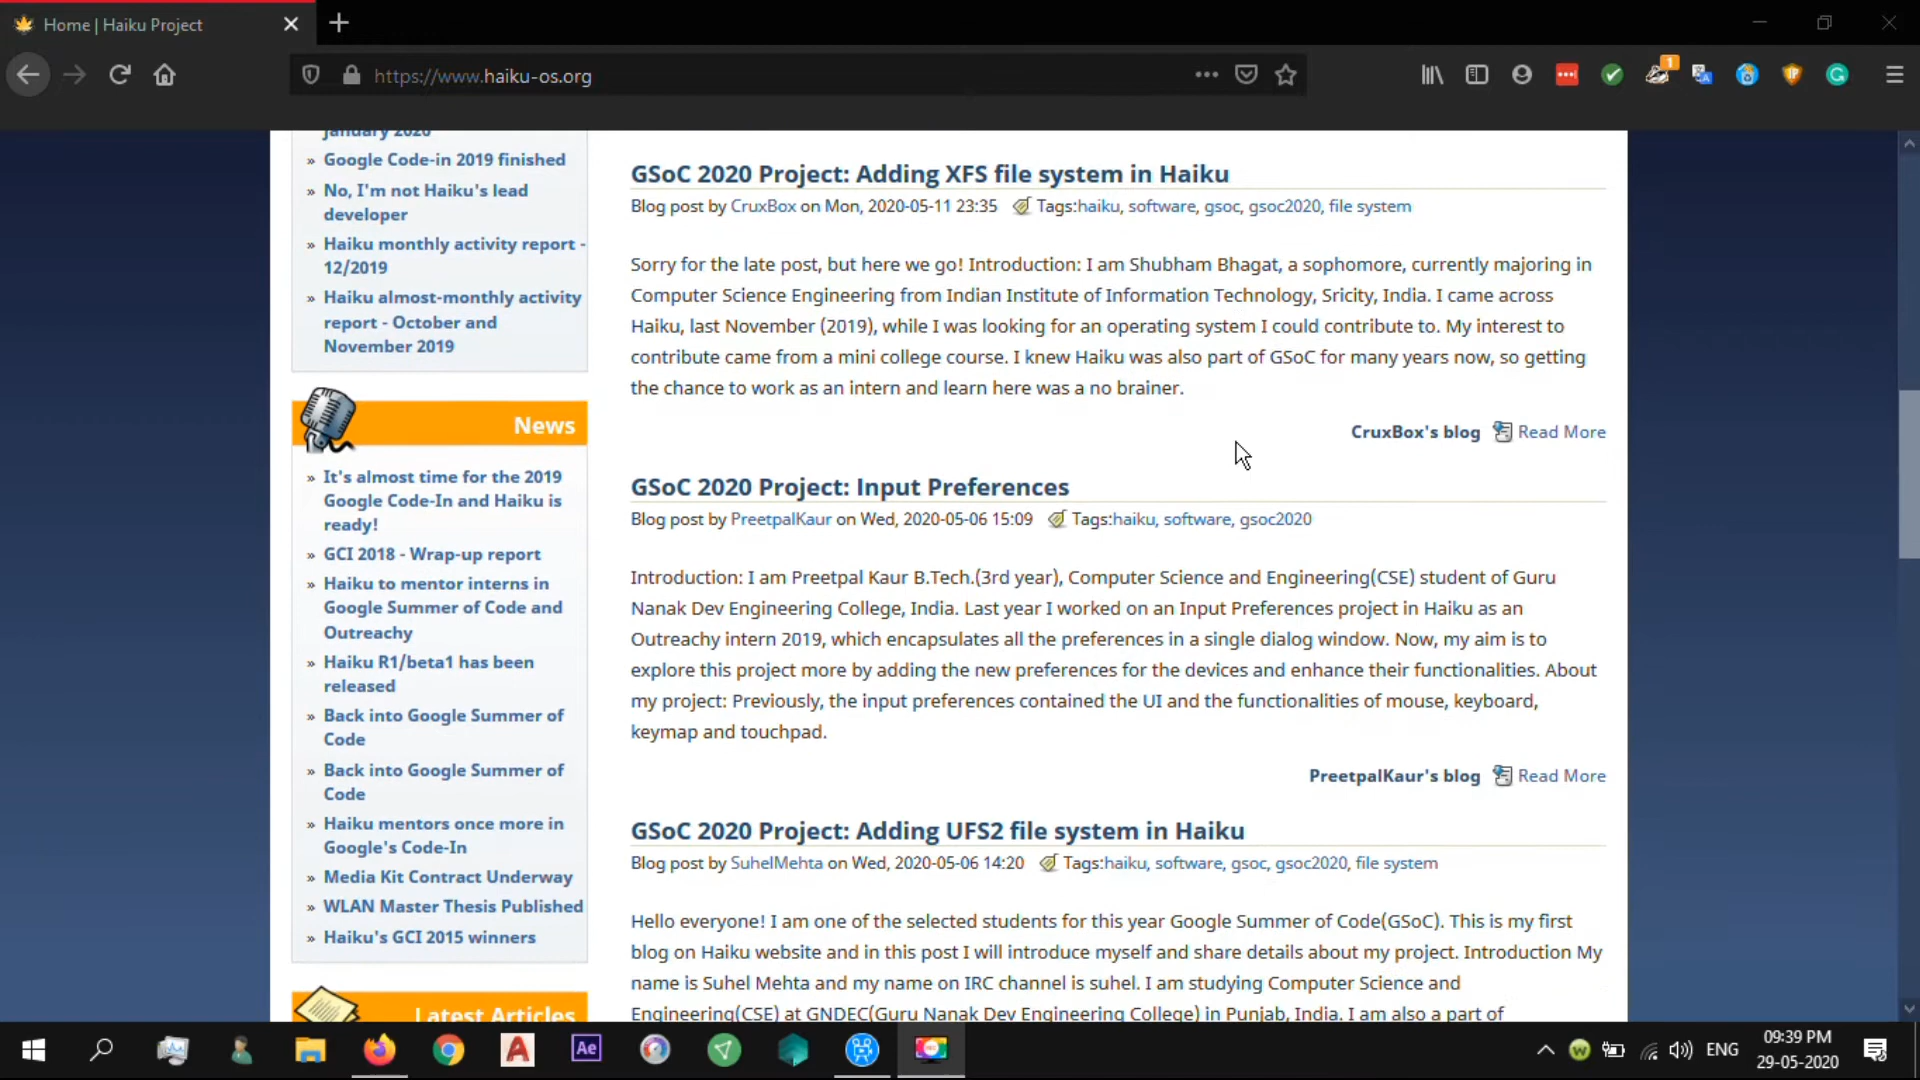 Home | Haiku Project
https://www.haiku-os.org
1
January 2020
» Google Code-in 2019 finished
» No, I'm not Haiku's lead
developer
» Haiku monthly activity report -
12/2019
» Haiku almost-monthly activity
report - October and
November 2019
News
» It's almost time for the 2019
Google Code-In and Haiku is
ready!
» GCI 2018 - Wrap-up report
» Haiku to mentor interns in
Google Summer of Code and
Outreachy
» Haiku R1/beta1 has been
released
» Back into Google Summer of
Code
» Back into Google Summer of
Code
» Haiku mentors once more in
Google's Code-In
» Media Kit Contract Underway
» WLAN Master Thesis Published
» Haiku's GCI 2015 winners
Latest Articles
GSoC 2020 Project: Adding XFS file system in Haiku
Blog post by CruxBox on Mon, 2020-05-11 23:35 Tags:haiku, software, gsoc, gsoc2020, file system
Sorry for the late post, but here we go! Introduction: I am Shubham Bhagat, a sophomore, currently majoring in
Computer Science Engineering from Indian Institute of Information Technology, Sricity, India. I came across
Haiku, last November (2019), while I was looking for an operating system I could contribute to. My interest to
contribute came from a mini college course. I knew Haiku was also part of GSoC for many years now, so getting
the chance to work as an intern and learn here was a no brainer.
CruxBox's blog Read More
GSoC 2020 Project: Input Preferences
Blog post by PreetpalKaur on Wed, 2020-05-06 15:09 Tags:haiku, software, gsoc2020
Introduction: I am Preetpal Kaur B.Tech.(3rd year), Computer Science and Engineering(CSE) student of Guru
Nanak Dev Engineering College, India. Last year I worked on an Input Preferences project in Haiku as an
Outreachy intern 2019, which encapsulates all the preferences in a single dialog window. Now, my aim is to
explore this project more by adding the new preferences for the devices and enhance their functionalities. About
my project: Previously, the input preferences contained the UI and the functionalities of mouse, keyboard,
keymap and touchpad.
PreetpalKaur's blog Read More
GSoC 2020 Project: Adding UFS2 file system in Haiku
Blog post by SuhelMehta on Wed, 2020-05-06 14:20 Tags:haiku, software, gsoc, gsoc2020, file system
Hello everyone! I am one of the selected students for this year Google Summer of Code(GSoC). This is my first
blog on Haiku website and in this post I will introduce myself and share details about my project. Introduction My
name is Suhel Mehta and my name on IRC channel is suhel. I am studying Computer Science and
Engineering(CSE) at GNDEC(Guru Nanak Dev Engineering College) in Punjab, India. I am also a part of
A
Ae
ENG
09:39 PM
29-05-2020